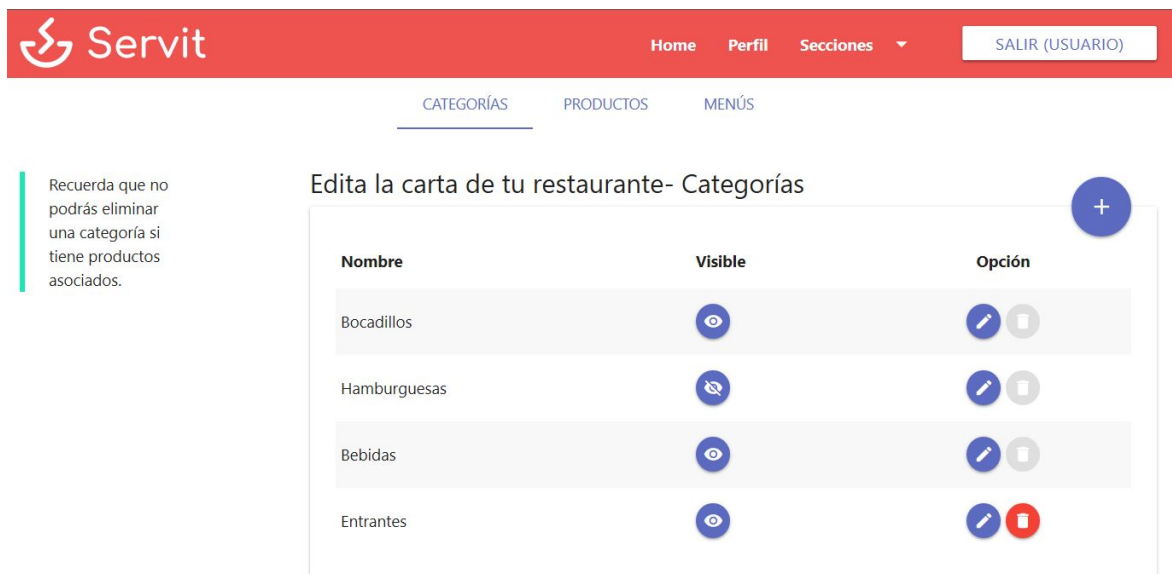 Servit
Home Perfil Secciones SALIR (USUARIO)
CATEGORÍAS PRODUCTOS MENÚS
Recuerda que no
podrás eliminar
una categoría si
tiene productos
asociados.
Edita la carta de tu restaurante- Categorías
+
Nombre Visible Opción
Bocadillos
Hamburguesas
Bebidas
Entrantes